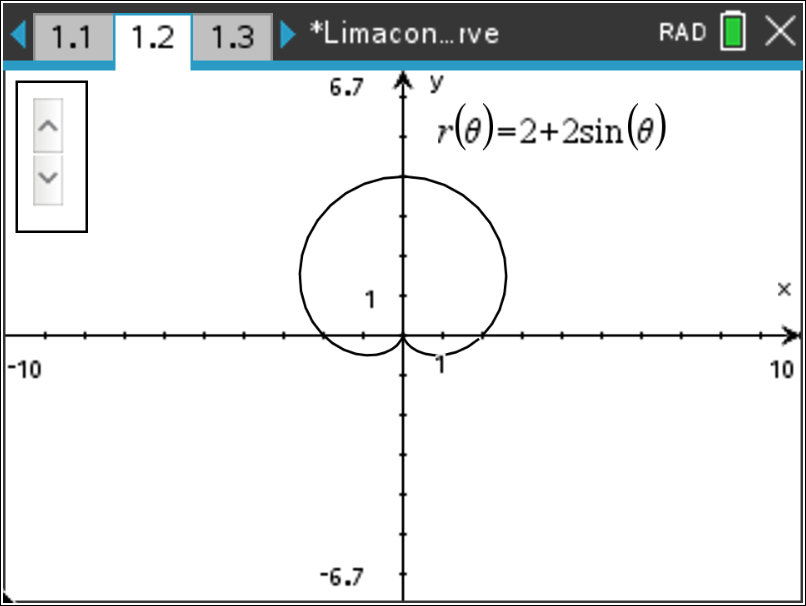 1.1 1.2 1.3 *Limacon…rve RAD
6.7 y
r(θ)=2+2sin(θ)
1
x
1
-10 10
-6.7